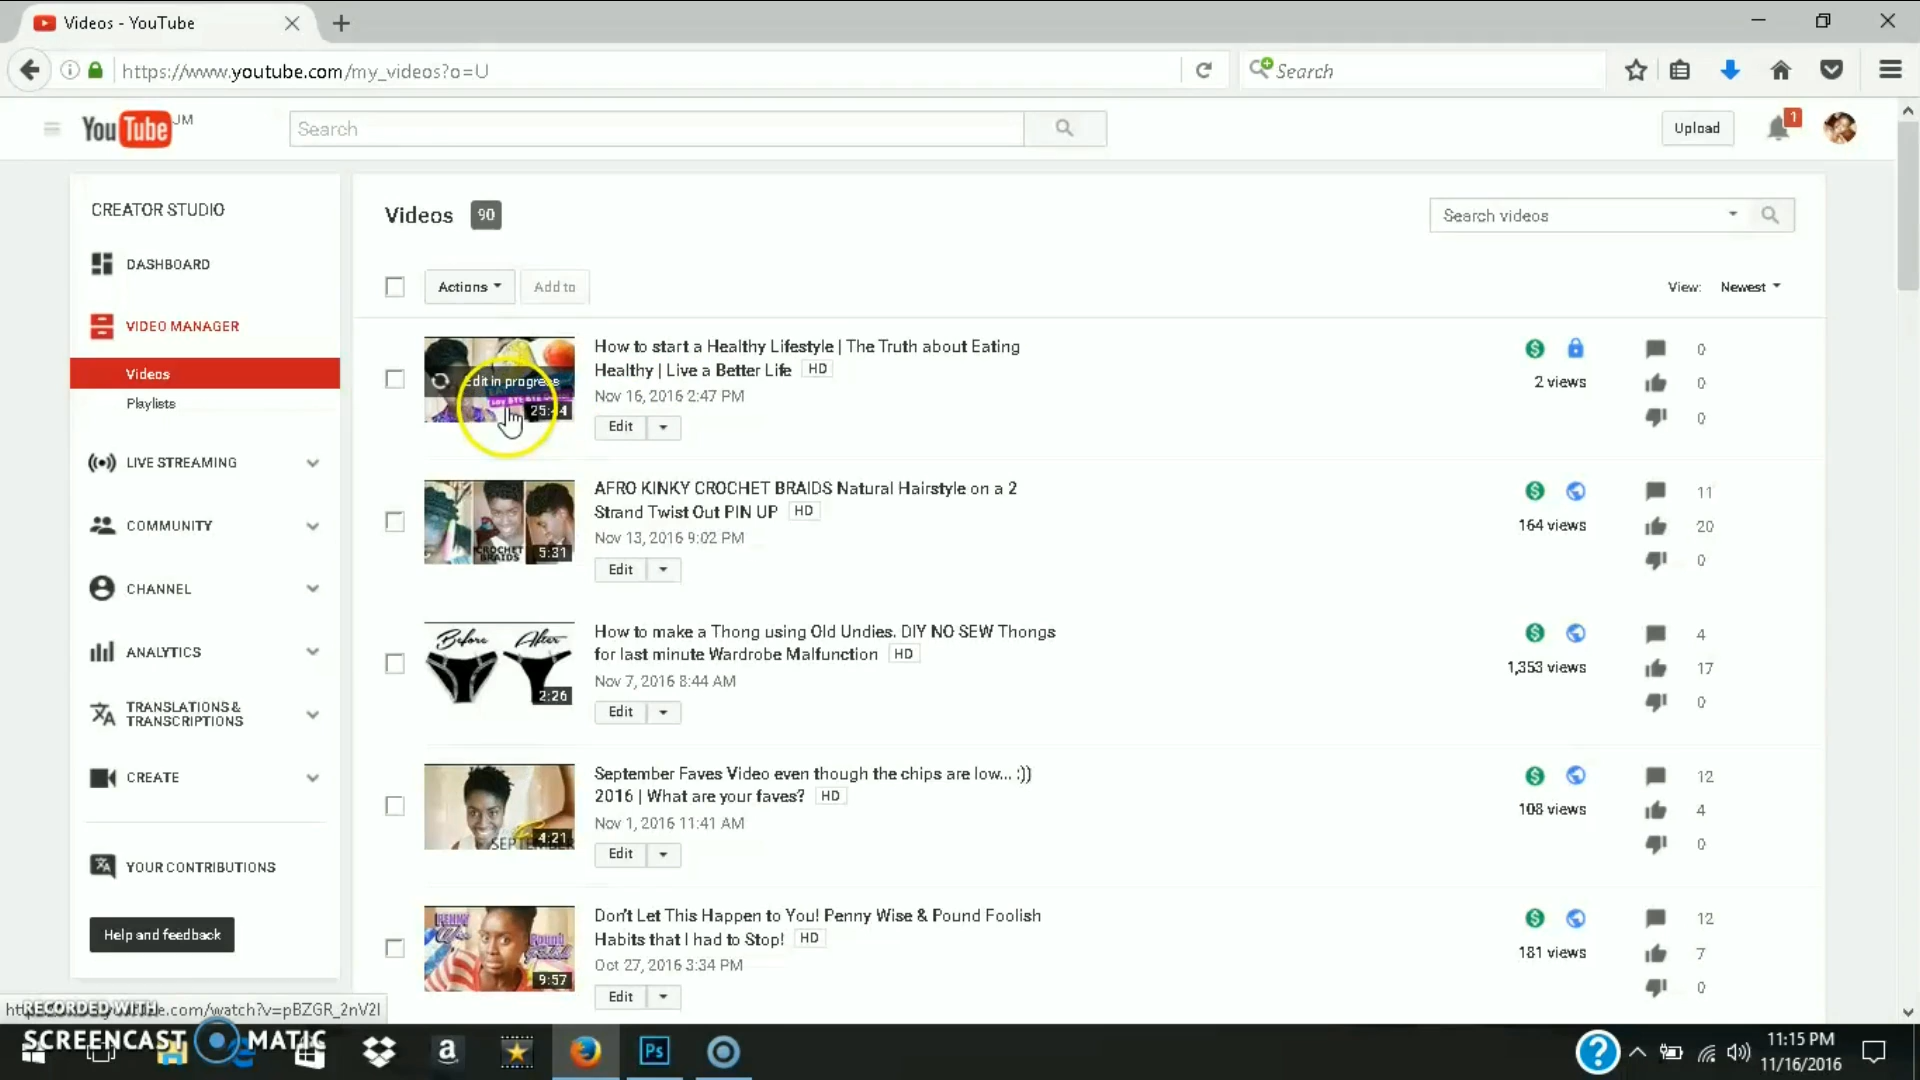 Videos - YouTube
https://www.youtube.com/my_videos?o=U
Search
YouTube JM
Search
Upload
1
CREATOR STUDIO
DASHBOARD
VIDEO MANAGER
Videos
Playlists
LIVE STREAMING
COMMUNITY
CHANNEL
ANALYTICS
TRANSLATIONS &
TRANSCRIPTIONS
CREATE
YOUR CONTRIBUTIONS
Help and feedback
Videos 90
Search videos
Actions
Add to
View: Newest
Edit in progress
25:44
How to start a Healthy Lifestyle | The Truth about Eating
Healthy | Live a Better Life HD
Nov 16, 2016 2:47 PM
Edit
2 views
0
0
0
CROCHET
BRAIDS
5:31
AFRO KINKY CROCHET BRAIDS Natural Hairstyle on a 2
Strand Twist Out PIN UP HD
Nov 13, 2016 9:02 PM
Edit
164 views
11
20
0
Before After
2:26
How to make a Thong using Old Undies. DIY NO SEW Thongs
for last minute Wardrobe Malfunction HD
Nov 7, 2016 8:44 AM
Edit
1,353 views
4
17
0
4:21
September Faves Video even though the chips are low... :))
2016 | What are your faves? HD
Nov 1, 2016 11:41 AM
Edit
108 views
12
4
0
9:57
Don't Let This Happen to You! Penny Wise & Pound Foolish
Habits that I had to Stop! HD
Oct 27, 2016 3:34 PM
Edit
181 views
12
7
0
RECORDED WITH
SCREENCAST MATIC
Ps
11:15 PM
11/16/2016